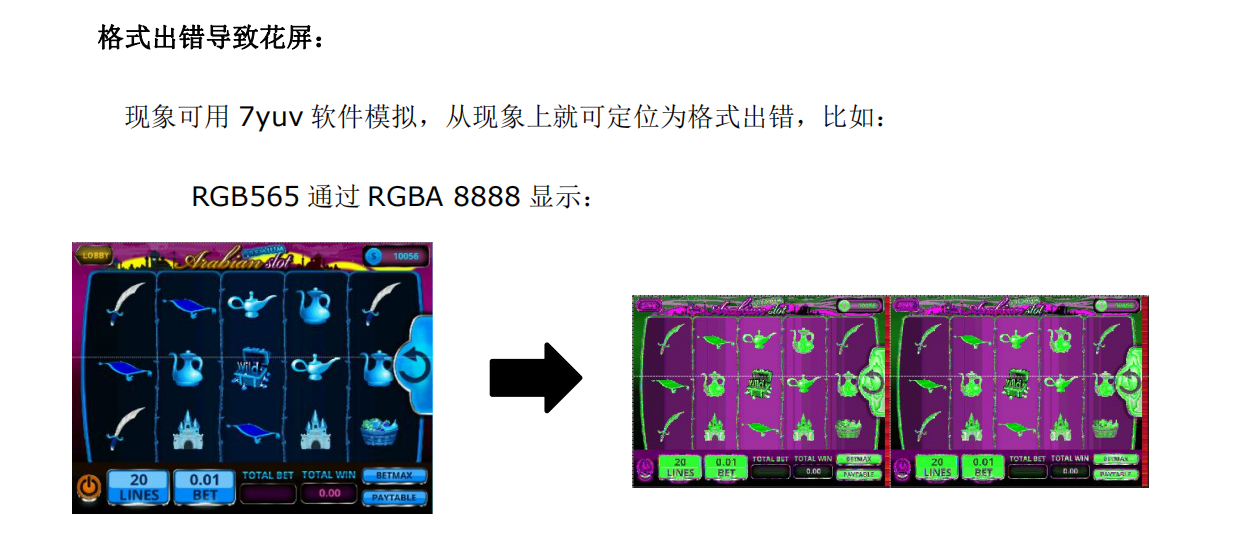 格式出错导致花屏：
现象可用 7yuv 软件模拟，从现象上就可定位为格式出错，比如：
RGB565 通过 RGBA 8888 显示：
LOBBY
Arabian slot
$ 10056
Wild
20 LINES
0.01 BET
TOTAL BET
TOTAL WIN
0.00
BETMAX
PAYTABLE
slot
Wild
20 LINES
0.01 BET
TOTAL BET
TOTAL WIN
0.00
BETMAX
PAYTABLE
slot
Wild
20 LINES
0.01 BET
TOTAL BET
TOTAL WIN
0.00
BETMAX
PAYTABLE